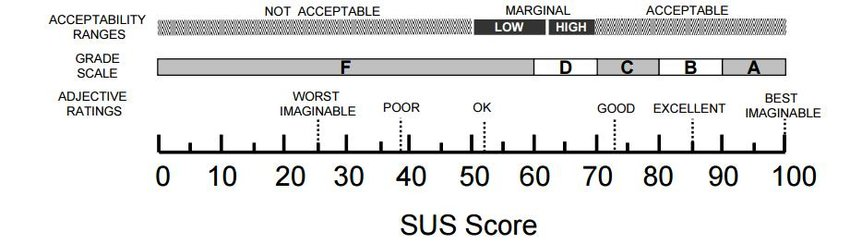 NOT ACCEPTABLE MARGINAL ACCEPTABLE
ACCEPTABILITY
RANGES
LOW HIGH
GRADE
SCALE
F D C B A
ADJECTIVE
RATINGS
WORST
IMAGINABLE
POOR
OK
GOOD
EXCELLENT
BEST
IMAGINABLE
0 10 20 30 40 50 60 70 80 90 100
SUS Score